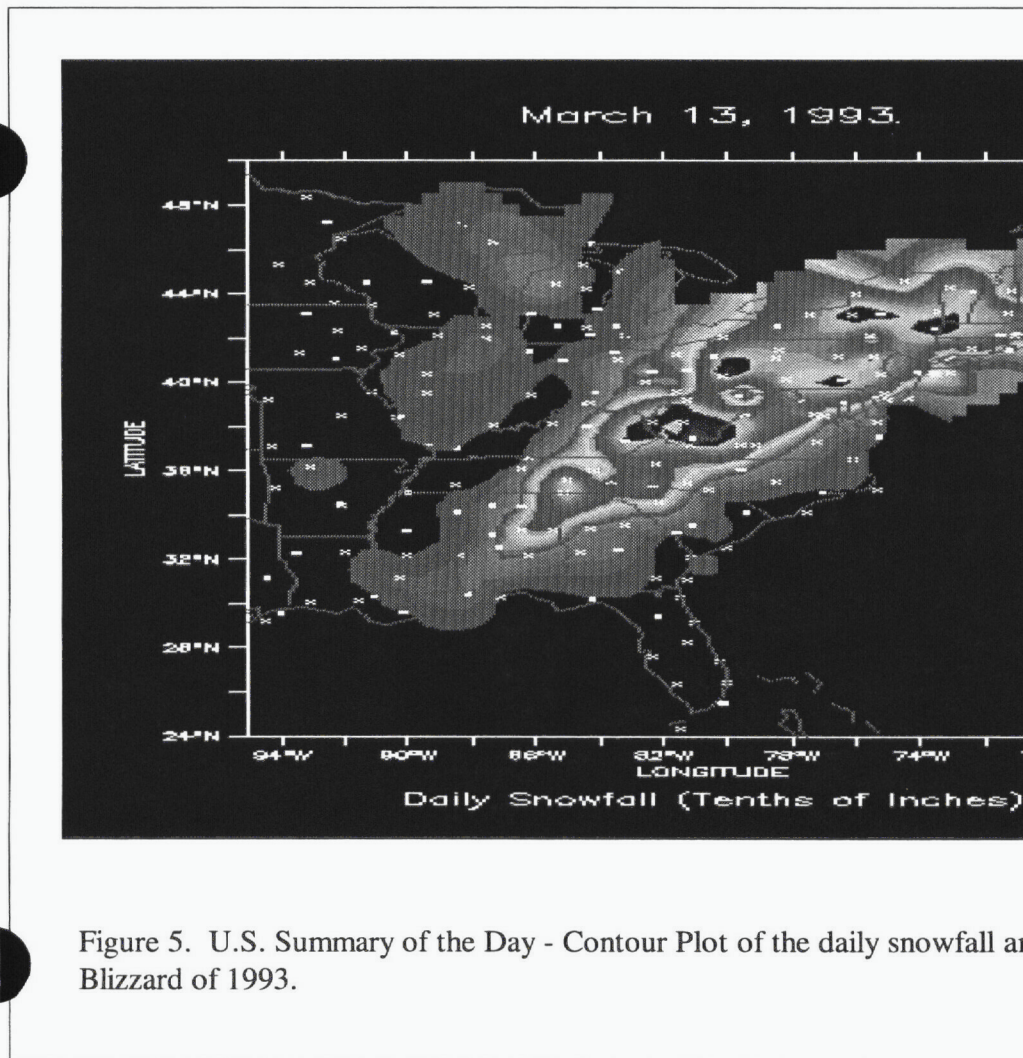 March 13, 1993.
48°N
44°N
40°N
36°N
32°N
28°N
24°N
LATITUDE
94°W 90°W 86°W 82°W 78°W 74°W
LONGITUDE
Daily Snowfall (Tenths of Inches)
Figure 5. U.S. Summary of the Day - Contour Plot of the daily snowfall
Blizzard of 1993.